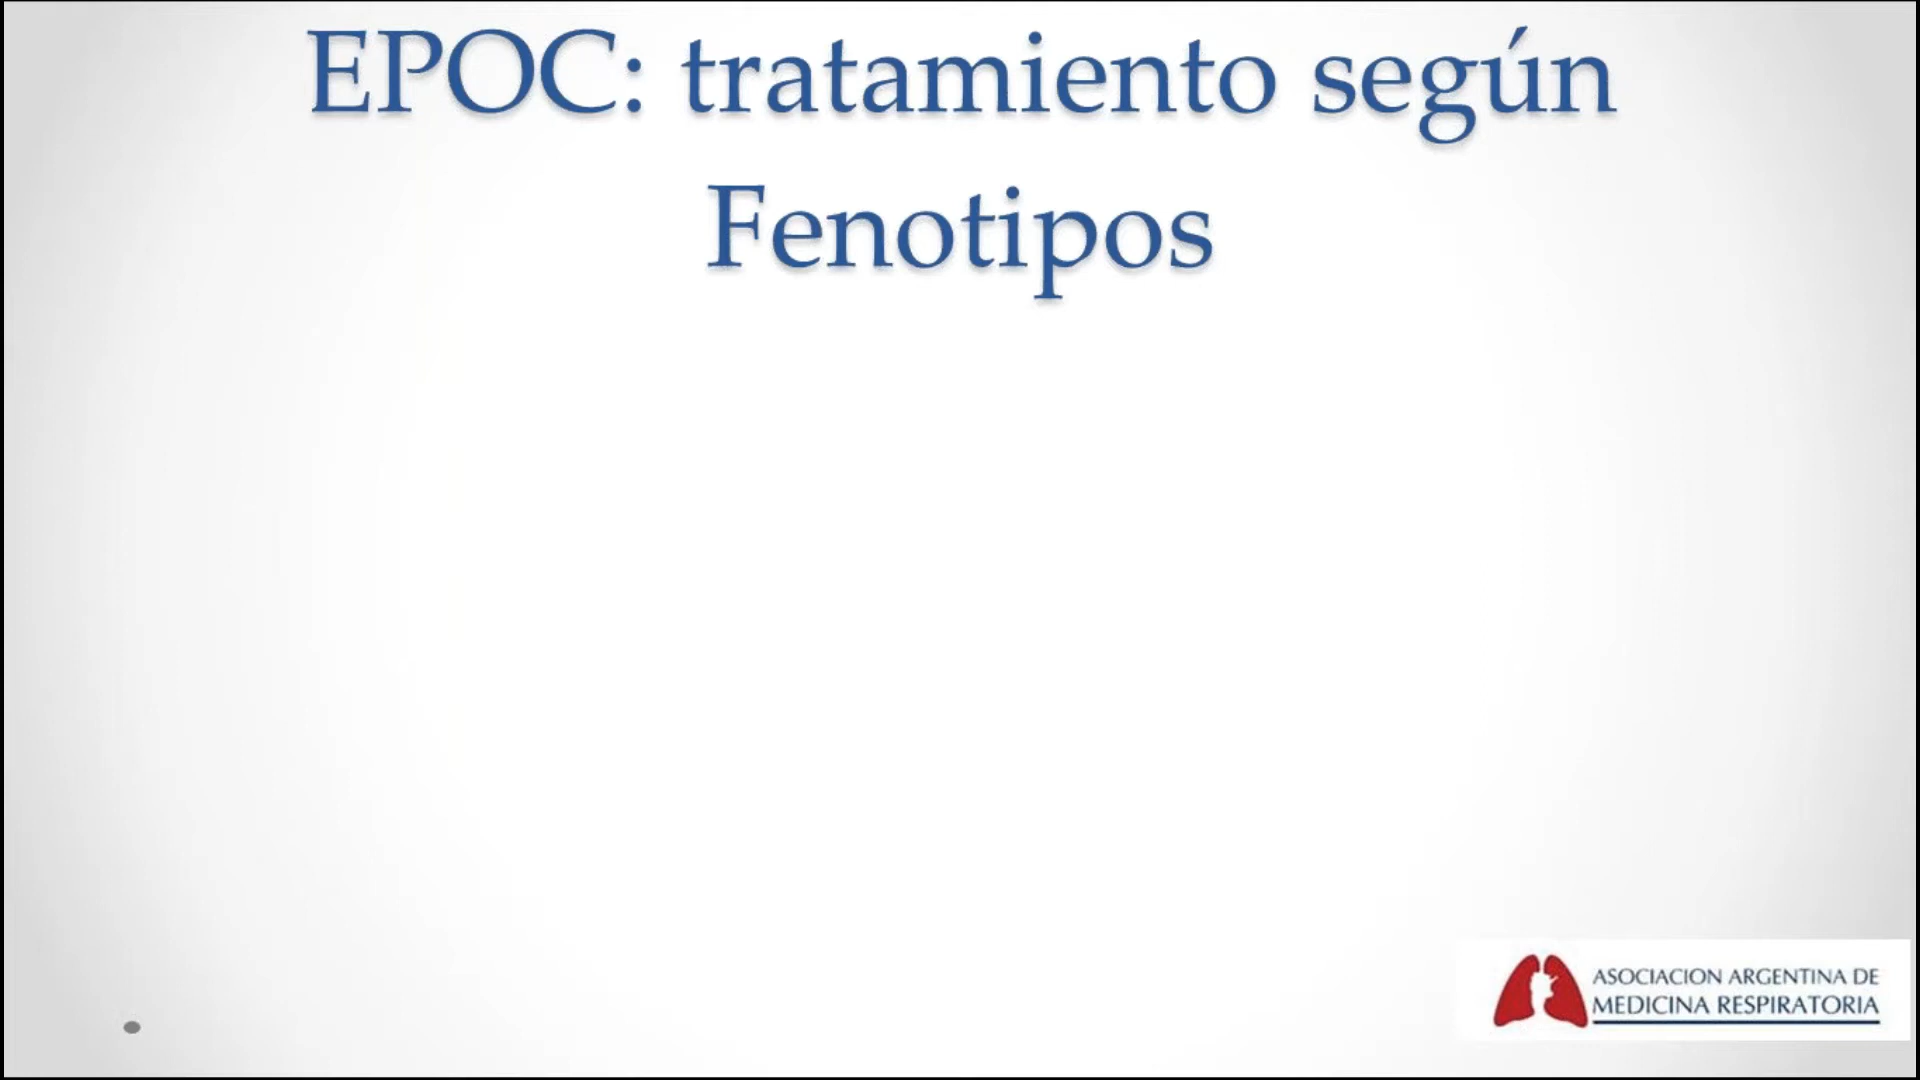 EPOC: tratamiento según
Fenotipos
ASOCIACION ARGENTINA DE
MEDICINA RESPIRATORIA